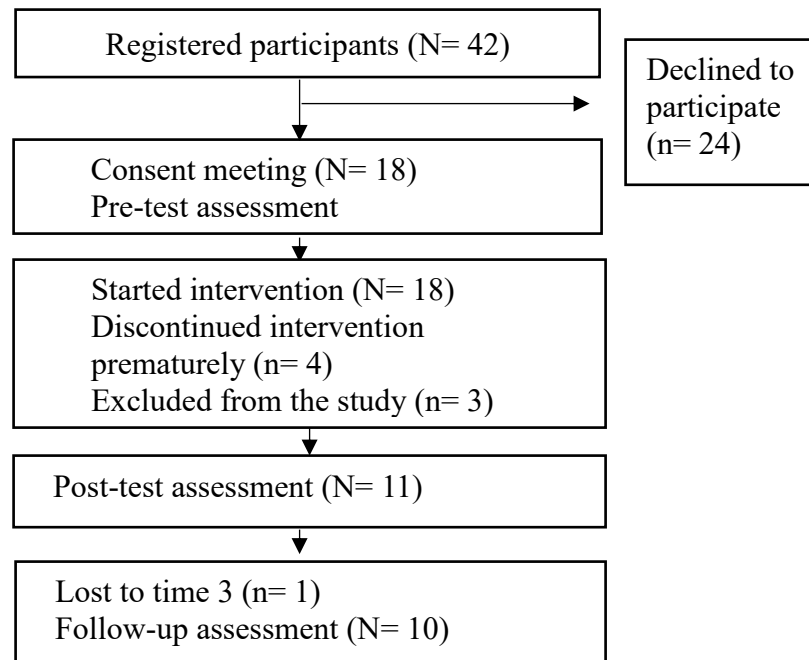 Registered participants (N= 42)
Declined to
participate
(n= 24)
Consent meeting (N= 18)
Pre-test assessment
Started intervention (N= 18)
Discontinued intervention
prematurely (n= 4)
Excluded from the study (n= 3)
Post-test assessment (N= 11)
Lost to time 3 (n= 1)
Follow-up assessment (N= 10)